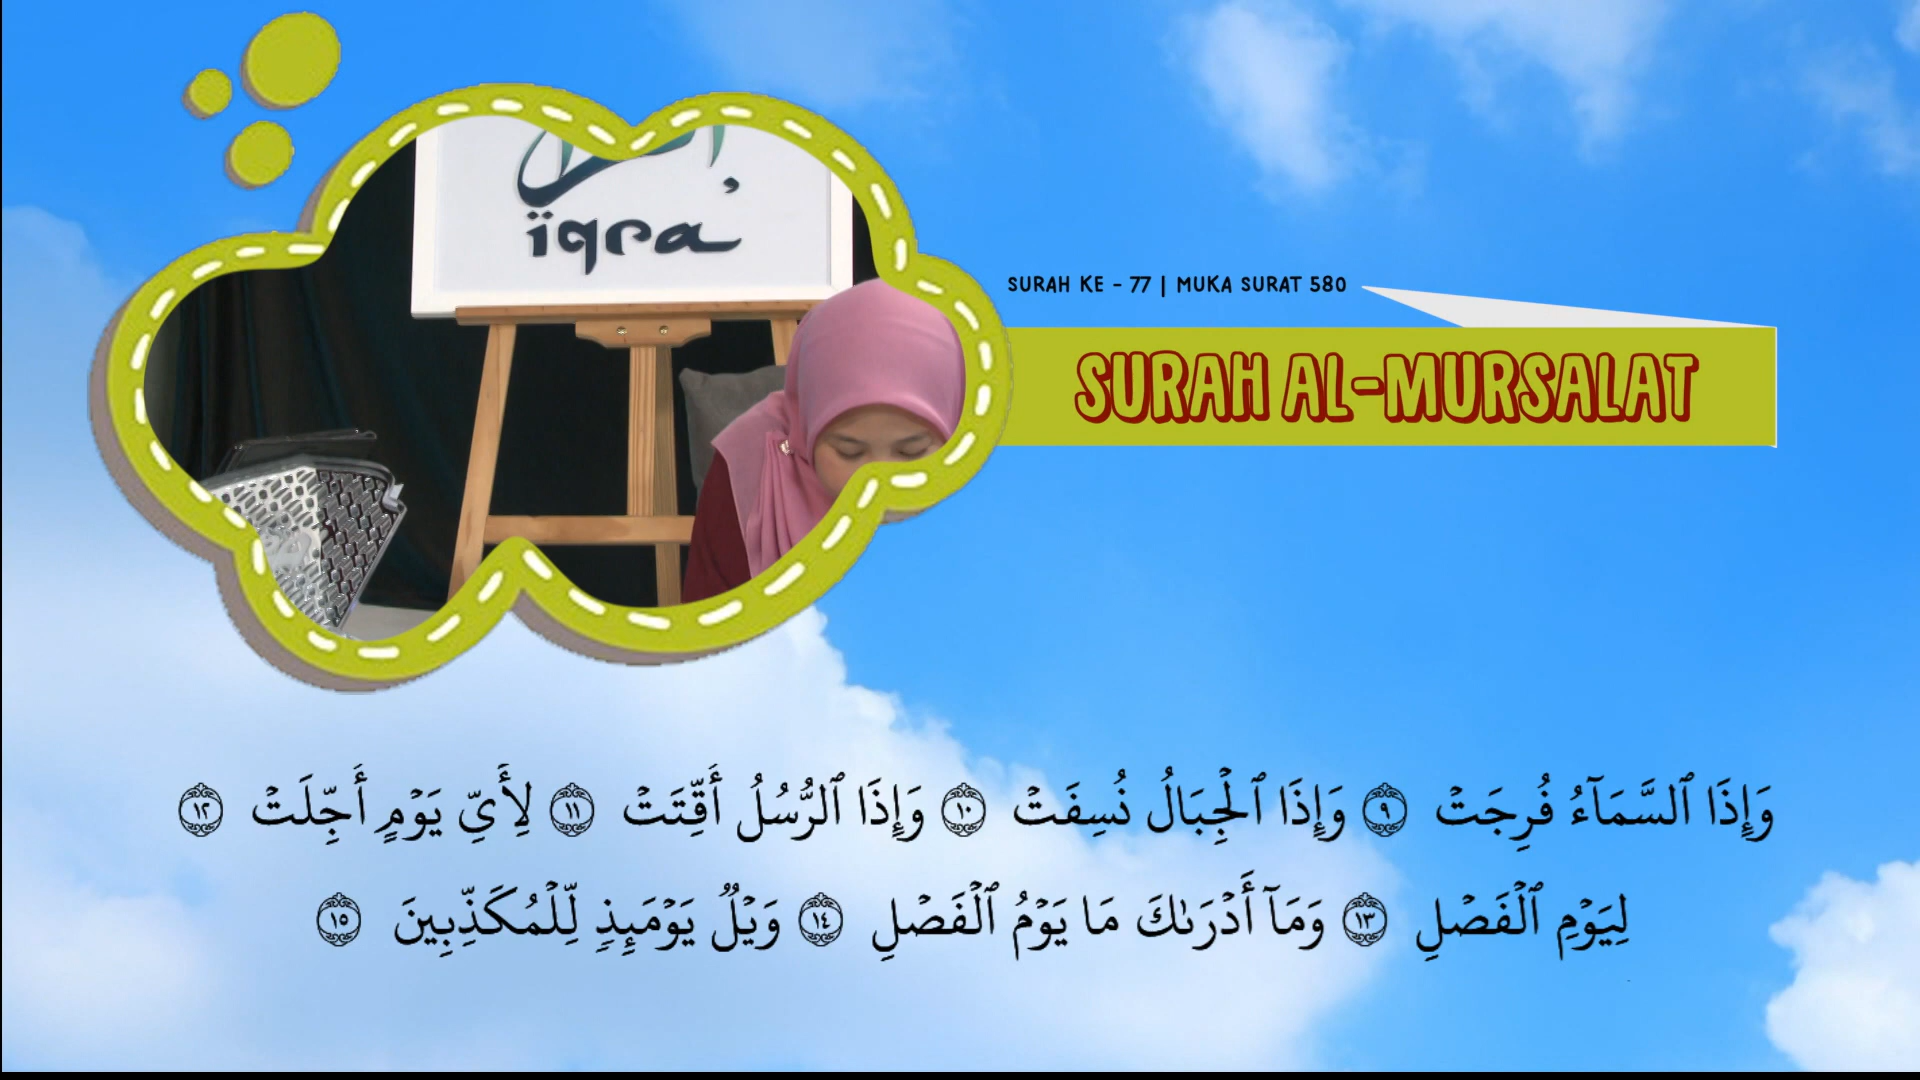 iqra'
SURAH KE - 77 | MUKA SURAT 580
SURAH AL-MURSALAT
وَإِذَا ٱلسَّمَآءُ فُرِجَتۡ ۝٩ وَإِذَا ٱلۡجِبَالُ نُسِفَتۡ ۝١٠ وَإِذَا ٱلرُّسُلُ أُقِّتَتۡ ۝١١ لِأَيِّ يَوۡمٍ أُجِّلَتۡ ۝١٢
لِيَوۡمِ ٱلۡفَصۡلِ ۝١٣ وَمَآ أَدۡرَىٰكَ مَا يَوۡمُ ٱلۡفَصۡلِ ۝١٤ وَيۡلٞ يَوۡمَئِذٖ لِّلۡمُكَذِّبِينَ ۝١٥